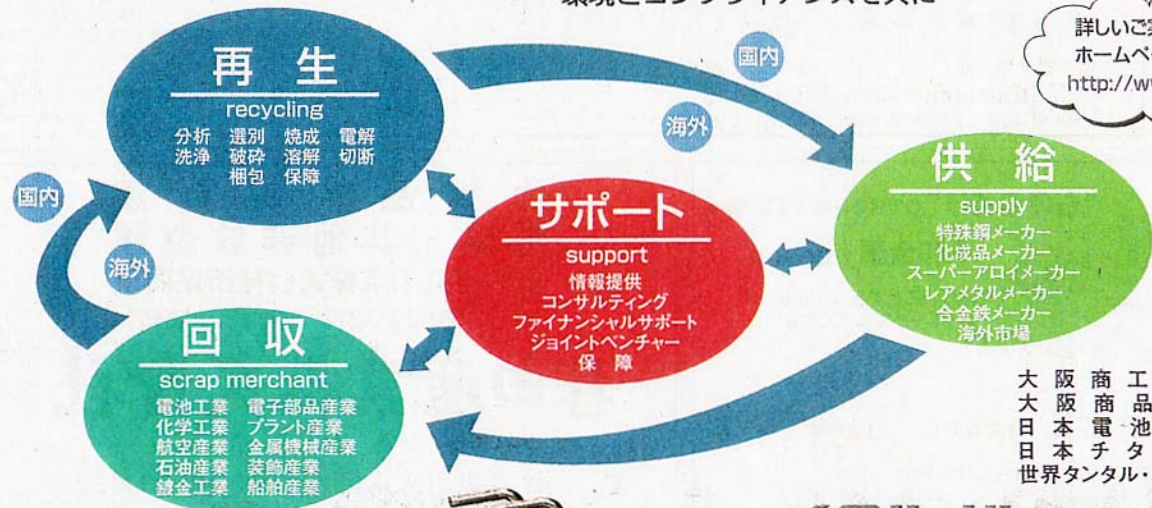 環境とコンプライアンスを共に
詳しいご
ホームペ
http://w
国内
海外
再 生
recycling
分析 選別 焼成 電解
洗浄 破砕 溶解 切断
梱包 保障
国内
海外
サポート
support
情報提供
コンサルティング
ファイナンシャルサポート
ジョイントベンチャー
保 障
供 給
supply
特殊鋼メーカー
化成品メーカー
スーパーアロイメーカー
レアメタルメーカー
合金鉄メーカー
海外市場
回 収
scrap merchant
電池工業 電子部品産業
化学工業 プラント産業
航空産業 金属機械産業
石油産業 装飾産業
鍍金工業 船舶産業
大 阪 商 工
大 阪 商 品
日 本 電 池
日 本 チ タ
世界タンタル・